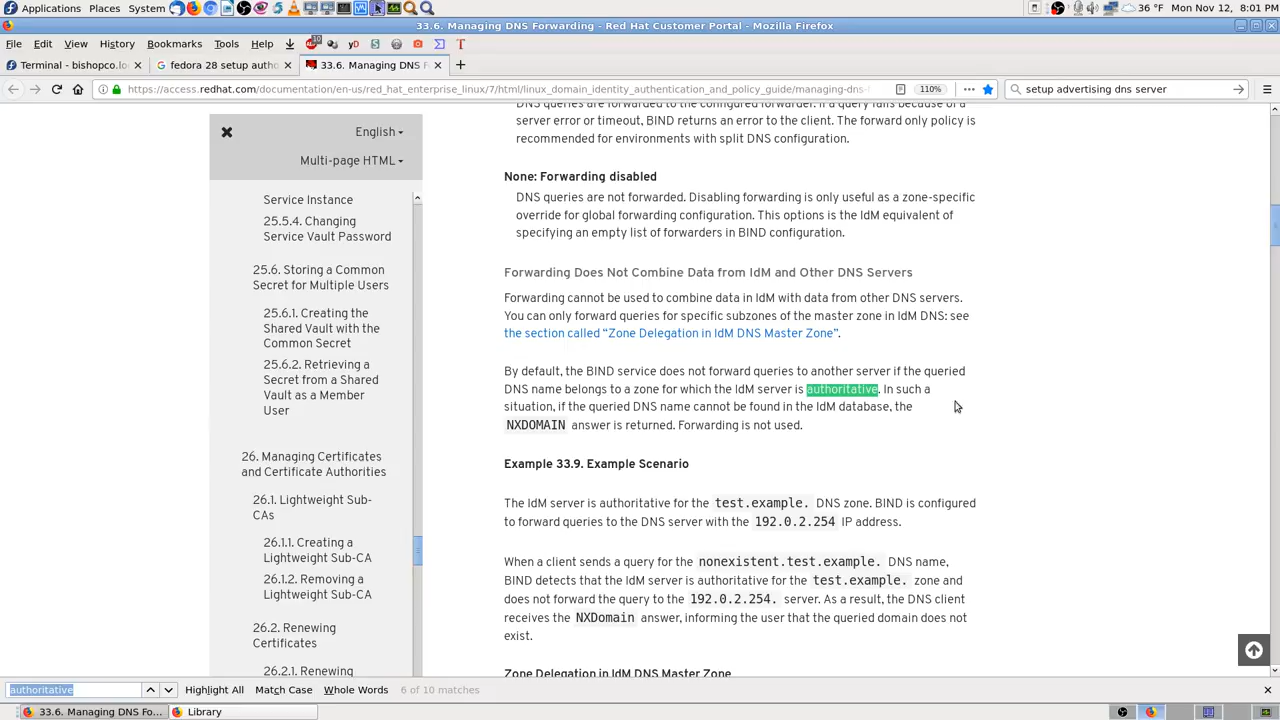 Applications Places System 36 °F Mon Nov 12, 8:01 PM
33.6. Managing DNS Forwarding - Red Hat Customer Portal - Mozilla Firefox
File Edit View History Bookmarks Tools Help
Terminal - bishopco.lo fedora 28 setup autho 33.6. Managing DNS F
https://access.redhat.com/documentation/en-us/red_hat_enterprise_linux/7/html/linux_domain_identity_authentication_and_policy_guide/managing-dns-f 110% setup advertising dns server
DNS queries are forwarded to the configured forwarder. If a query fails because of a
server error or timeout, BIND returns an error to the client. The forward only policy is
recommended for environments with split DNS configuration.
None: Forwarding disabled
DNS queries are not forwarded. Disabling forwarding is only useful as a zone-specific
override for global forwarding configuration. This options is the IdM equivalent of
specifying an empty list of forwarders in BIND configuration.
Forwarding Does Not Combine Data from IdM and Other DNS Servers
Forwarding cannot be used to combine data in IdM with data from other DNS servers.
You can only forward queries for specific subzones of the master zone in IdM DNS: see
the section called “Zone Delegation in IdM DNS Master Zone”.
By default, the BIND service does not forward queries to another server if the queried
DNS name belongs to a zone for which the IdM server is authoritative. In such a
situation, if the queried DNS name cannot be found in the IdM database, the
NXDOMAIN answer is returned. Forwarding is not used.
Example 33.9. Example Scenario
The IdM server is authoritative for the test.example. DNS zone. BIND is configured
to forward queries to the DNS server with the 192.0.2.254 IP address.
When a client sends a query for the nonexistent.test.example. DNS name,
BIND detects that the IdM server is authoritative for the test.example. zone and
does not forward the query to the 192.0.2.254. server. As a result, the DNS client
receives the NXDomain answer, informing the user that the queried domain does not
exist.
Zone Delegation in IdM DNS Master Zone
English
Multi-page HTML
Service Instance
25.5.4. Changing
Service Vault Password
25.6. Storing a Common
Secret for Multiple Users
25.6.1. Creating the
Shared Vault with the
Common Secret
25.6.2. Retrieving a
Secret from a Shared
Vault as a Member
User
26. Managing Certificates
and Certificate Authorities
26.1. Lightweight Sub-
CAs
26.1.1. Creating a
Lightweight Sub-CA
26.1.2. Removing a
Lightweight Sub-CA
26.2. Renewing
Certificates
26.2.1. Renewing
authoritative Highlight All Match Case Whole Words 6 of 10 matches
33.6. Managing DNS Fo... Library